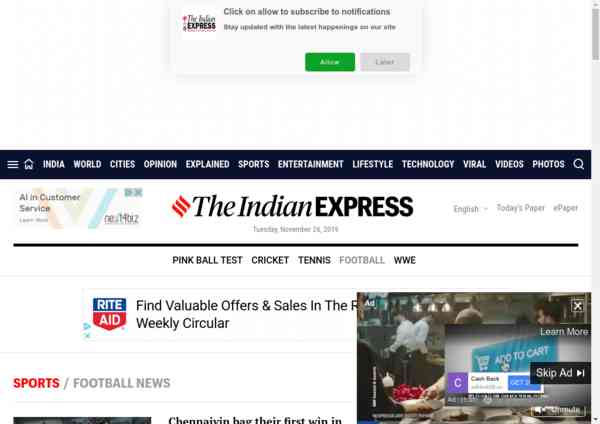 The Indian
EXPRESS
Click on allow to subscribe to notifications
Stay updated with the latest happenings on our site
Allow
Later
INDIA WORLD CITIES OPINION EXPLAINED SPORTS ENTERTAINMENT LIFESTYLE TECHNOLOGY VIRAL VIDEOS PHOTOS
AI in Customer
Service
Learn More
The Indian EXPRESS
English
Today's Paper
ePaper
Tuesday, November 26, 2019
PINK BALL TEST CRICKET TENNIS FOOTBALL WWE
RITE
AID
Find Valuable Offers & Sales In The R
Weekly Circular
Ad
Learn More
ADD TO CART
C
Cash Back
GET
Skip Ad
Unmute
SPORTS / FOOTBALL NEWS
Chennaiyin bag their first win in